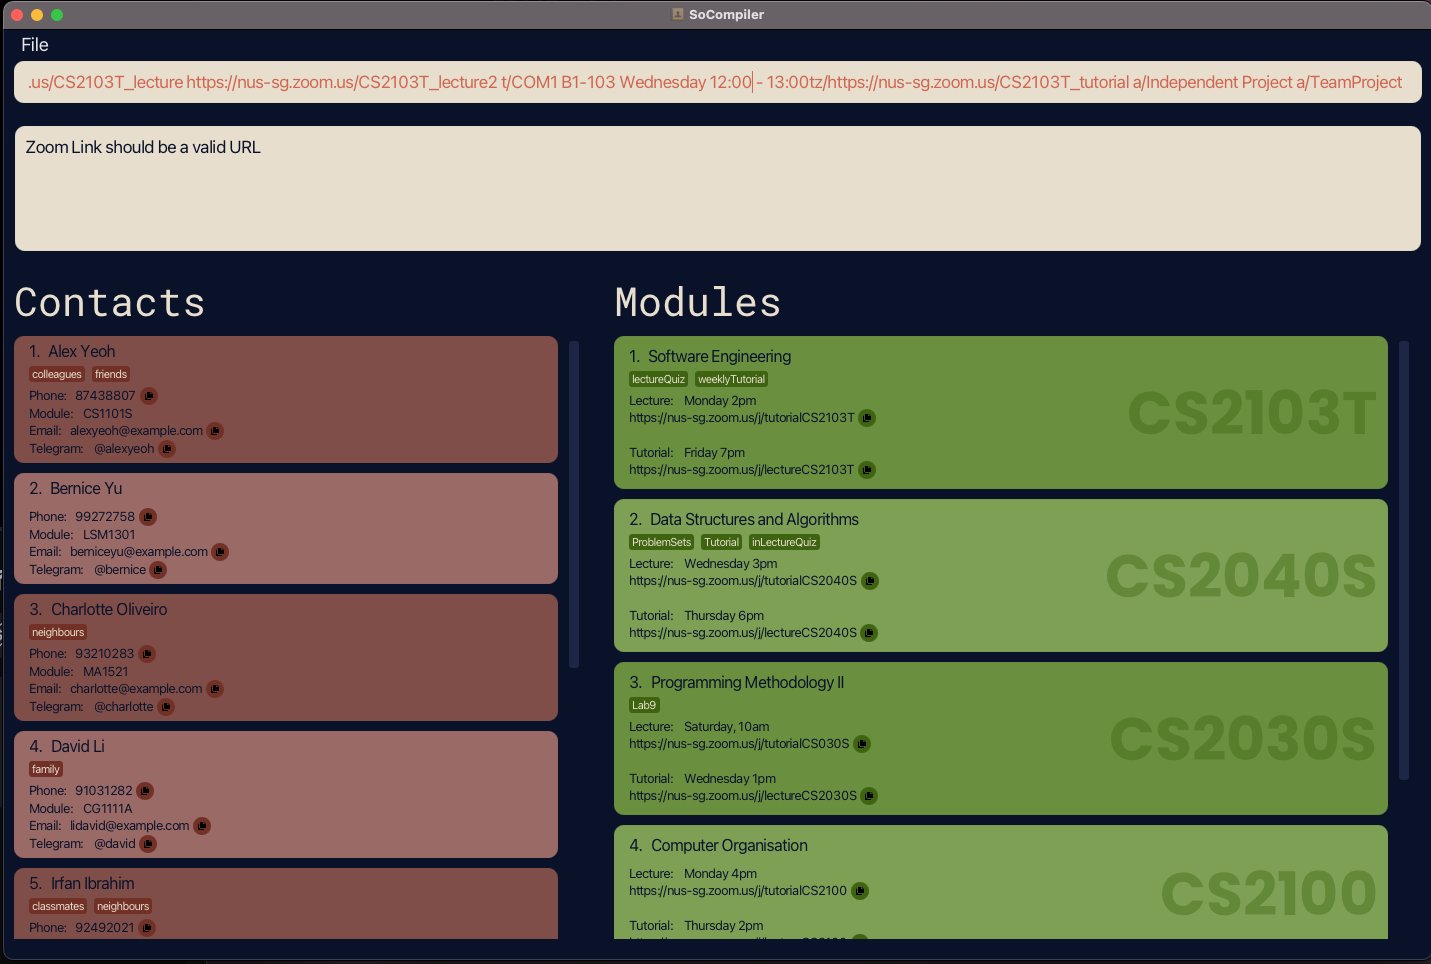 SoCompiler
File
.us/CS2103T_lecture https://nus-sg.zoom.us/CS2103T_lecture2 t/COM1 B1-103 Wednesday 12:00 - 13:00tz/https://nus-sg.zoom.us/CS2103T_tutorial a/Independent Project a/TeamProject
Zoom Link should be a valid URL
Contacts
1. Alex Yeoh
colleagues friends
Phone: 87438807
Module: CS1101S
Email: alexyeoh@example.com
Telegram: @alexyeoh
2. Bernice Yu
Phone: 99272758
Module: LSM1301
Email: berniceyu@example.com
Telegram: @bernice
3. Charlotte Oliveiro
neighbours
Phone: 93210283
Module: MA1521
Email: charlotte@example.com
Telegram: @charlotte
4. David Li
family
Phone: 91031282
Module: CG1111A
Email: lidavid@example.com
Telegram: @david
5. Irfan Ibrahim
classmates neighbours
Phone: 92492021
Modules
1. Software Engineering
lectureQuiz weeklyTutorial
Lecture: Monday 2pm
https://nus-sg.zoom.us/j/tutorialCS2103T
Tutorial: Friday 7pm
https://nus-sg.zoom.us/j/lectureCS2103T
CS2103T
2. Data Structures and Algorithms
ProblemSets Tutorial inLectureQuiz
Lecture: Wednesday 3pm
https://nus-sg.zoom.us/j/tutorialCS2040S
Tutorial: Thursday 6pm
https://nus-sg.zoom.us/j/lectureCS2040S
CS2040S
3. Programming Methodology II
Lab9
Lecture: Saturday, 10am
https://nus-sg.zoom.us/j/tutorialCS030S
Tutorial: Wednesday 1pm
https://nus-sg.zoom.us/j/lectureCS2030S
CS2030S
4. Computer Organisation
Lecture: Monday 4pm
https://nus-sg.zoom.us/j/tutorialCS2100
Tutorial: Thursday 2pm
CS2100